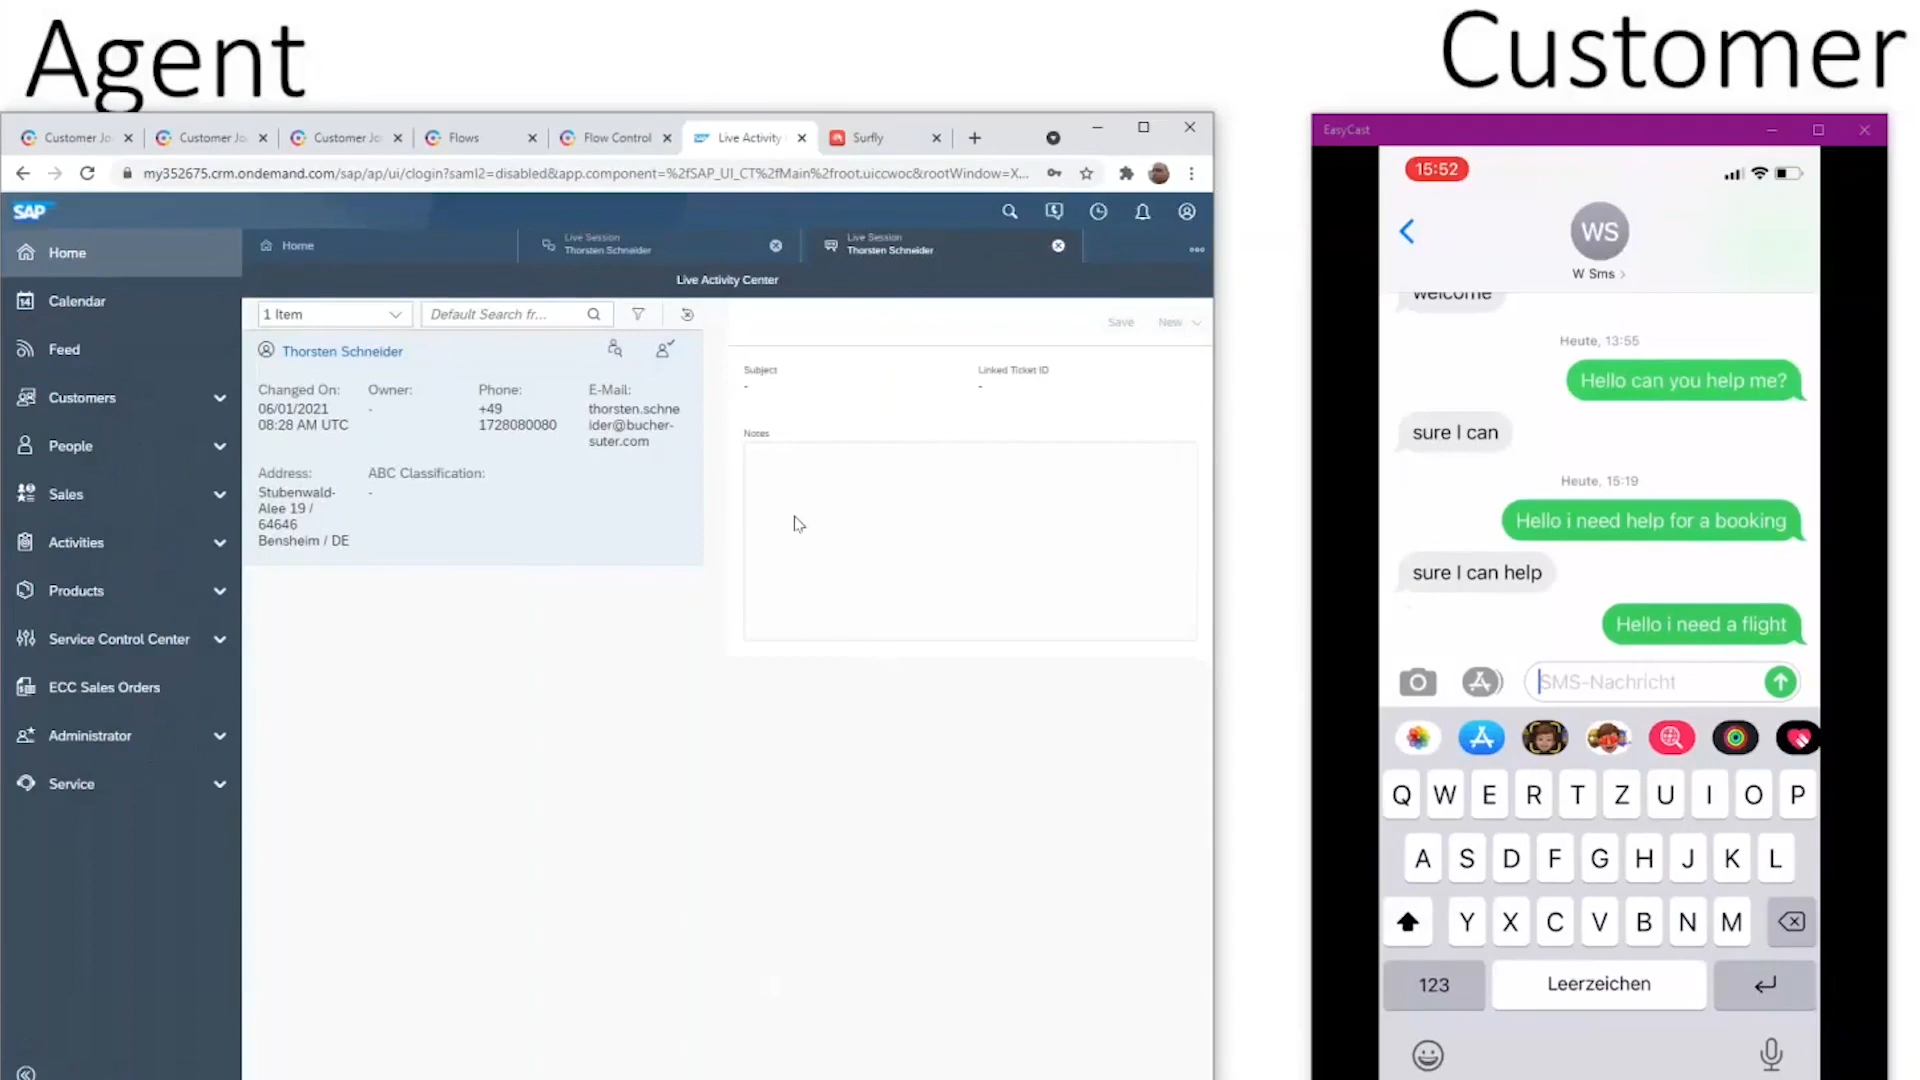 Agent
Customer
Customer Jo
Customer Jo
Customer Jo
Flows
Flow Control
Live Activity
Surfly
my352675.crm.ondemand.com/sap/ap/ui/clogin?saml2=disabled&app.component=%2fSAP_UI_CT%2fMain%2froot.uiccwoc&rootWindow=X...
SAP
Home
Calendar
Feed
Customers
People
Sales
Activities
Products
Service Control Center
ECC Sales Orders
Administrator
Service
Home
Live Session
Thorsten Schneider
Live Session
Thorsten Schneider
Live Activity Center
1 Item
Default Search fr...
Thorsten Schneider
Changed On:
06/01/2021
08:28 AM UTC
Owner:
-
Phone:
+49
1728080080
E-Mail:
thorsten.schne
ider@bucher-
suter.com
Address:
Stubenwald-
Alee 19 /
64646
Bensheim / DE
ABC Classification:
-
Save
New
Subject
-
Linked Ticket ID
-
Notes
EasyCast
15:52
WS
W Sms
welcome
Heute, 13:55
Hello can you help me?
sure I can
Heute, 15:19
Hello i need help for a booking
sure I can help
Hello i need a flight
SMS-Nachricht
Q W E R T Z U I O P
A S D F G H J K L
Y X C V B N M
123
Leerzeichen